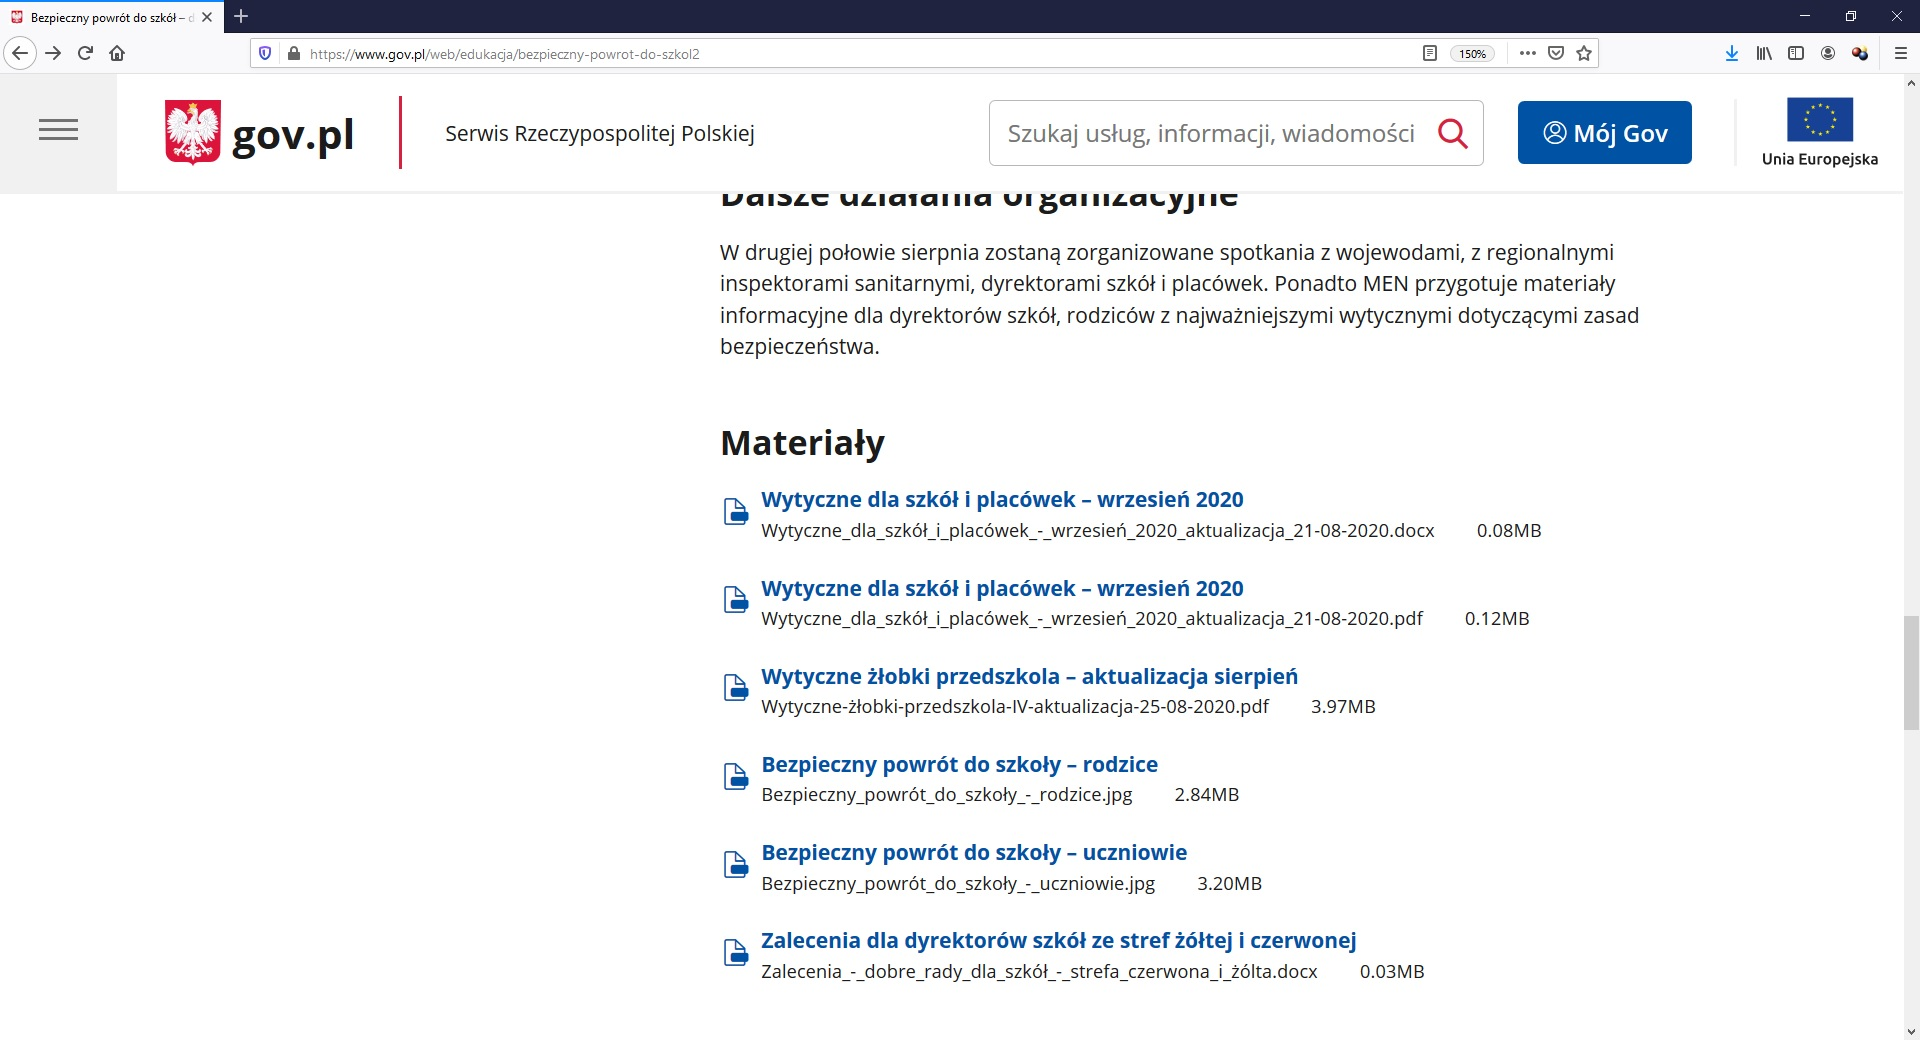 Bezpieczny powrót do szkół – d
https://www.gov.pl/web/edukacja/bezpieczny-powrot-do-szkol2
150%
gov.pl
Serwis Rzeczypospolitej Polskiej
Szukaj usług, informacji, wiadomości
Mój Gov
Unia Europejska
Dalsze działania organizacyjne
W drugiej połowie sierpnia zostaną zorganizowane spotkania z wojewodami, z regionalnymi
inspektorami sanitarnymi, dyrektorami szkół i placówek. Ponadto MEN przygotuje materiały
informacyjne dla dyrektorów szkół, rodziców z najważniejszymi wytycznymi dotyczącymi zasad
bezpieczeństwa.
Materiały
Wytyczne dla szkół i placówek – wrzesień 2020
Wytyczne_dla_szkół_i_placówek_-_wrzesień_2020_aktualizacja_21-08-2020.docx 0.08MB
Wytyczne dla szkół i placówek – wrzesień 2020
Wytyczne_dla_szkół_i_placówek_-_wrzesień_2020_aktualizacja_21-08-2020.pdf 0.12MB
Wytyczne żłobki przedszkola – aktualizacja sierpień
Wytyczne-żłobki-przedszkola-IV-aktualizacja-25-08-2020.pdf 3.97MB
Bezpieczny powrót do szkoły – rodzice
Bezpieczny_powrót_do_szkoły_-_rodzice.jpg 2.84MB
Bezpieczny powrót do szkoły – uczniowie
Bezpieczny_powrót_do_szkoły_-_uczniowie.jpg 3.20MB
Zalecenia dla dyrektorów szkół ze stref żółtej i czerwonej
Zalecenia_-_dobre_rady_dla_szkół_-_strefa_czerwona_i_żólta.docx 0.03MB